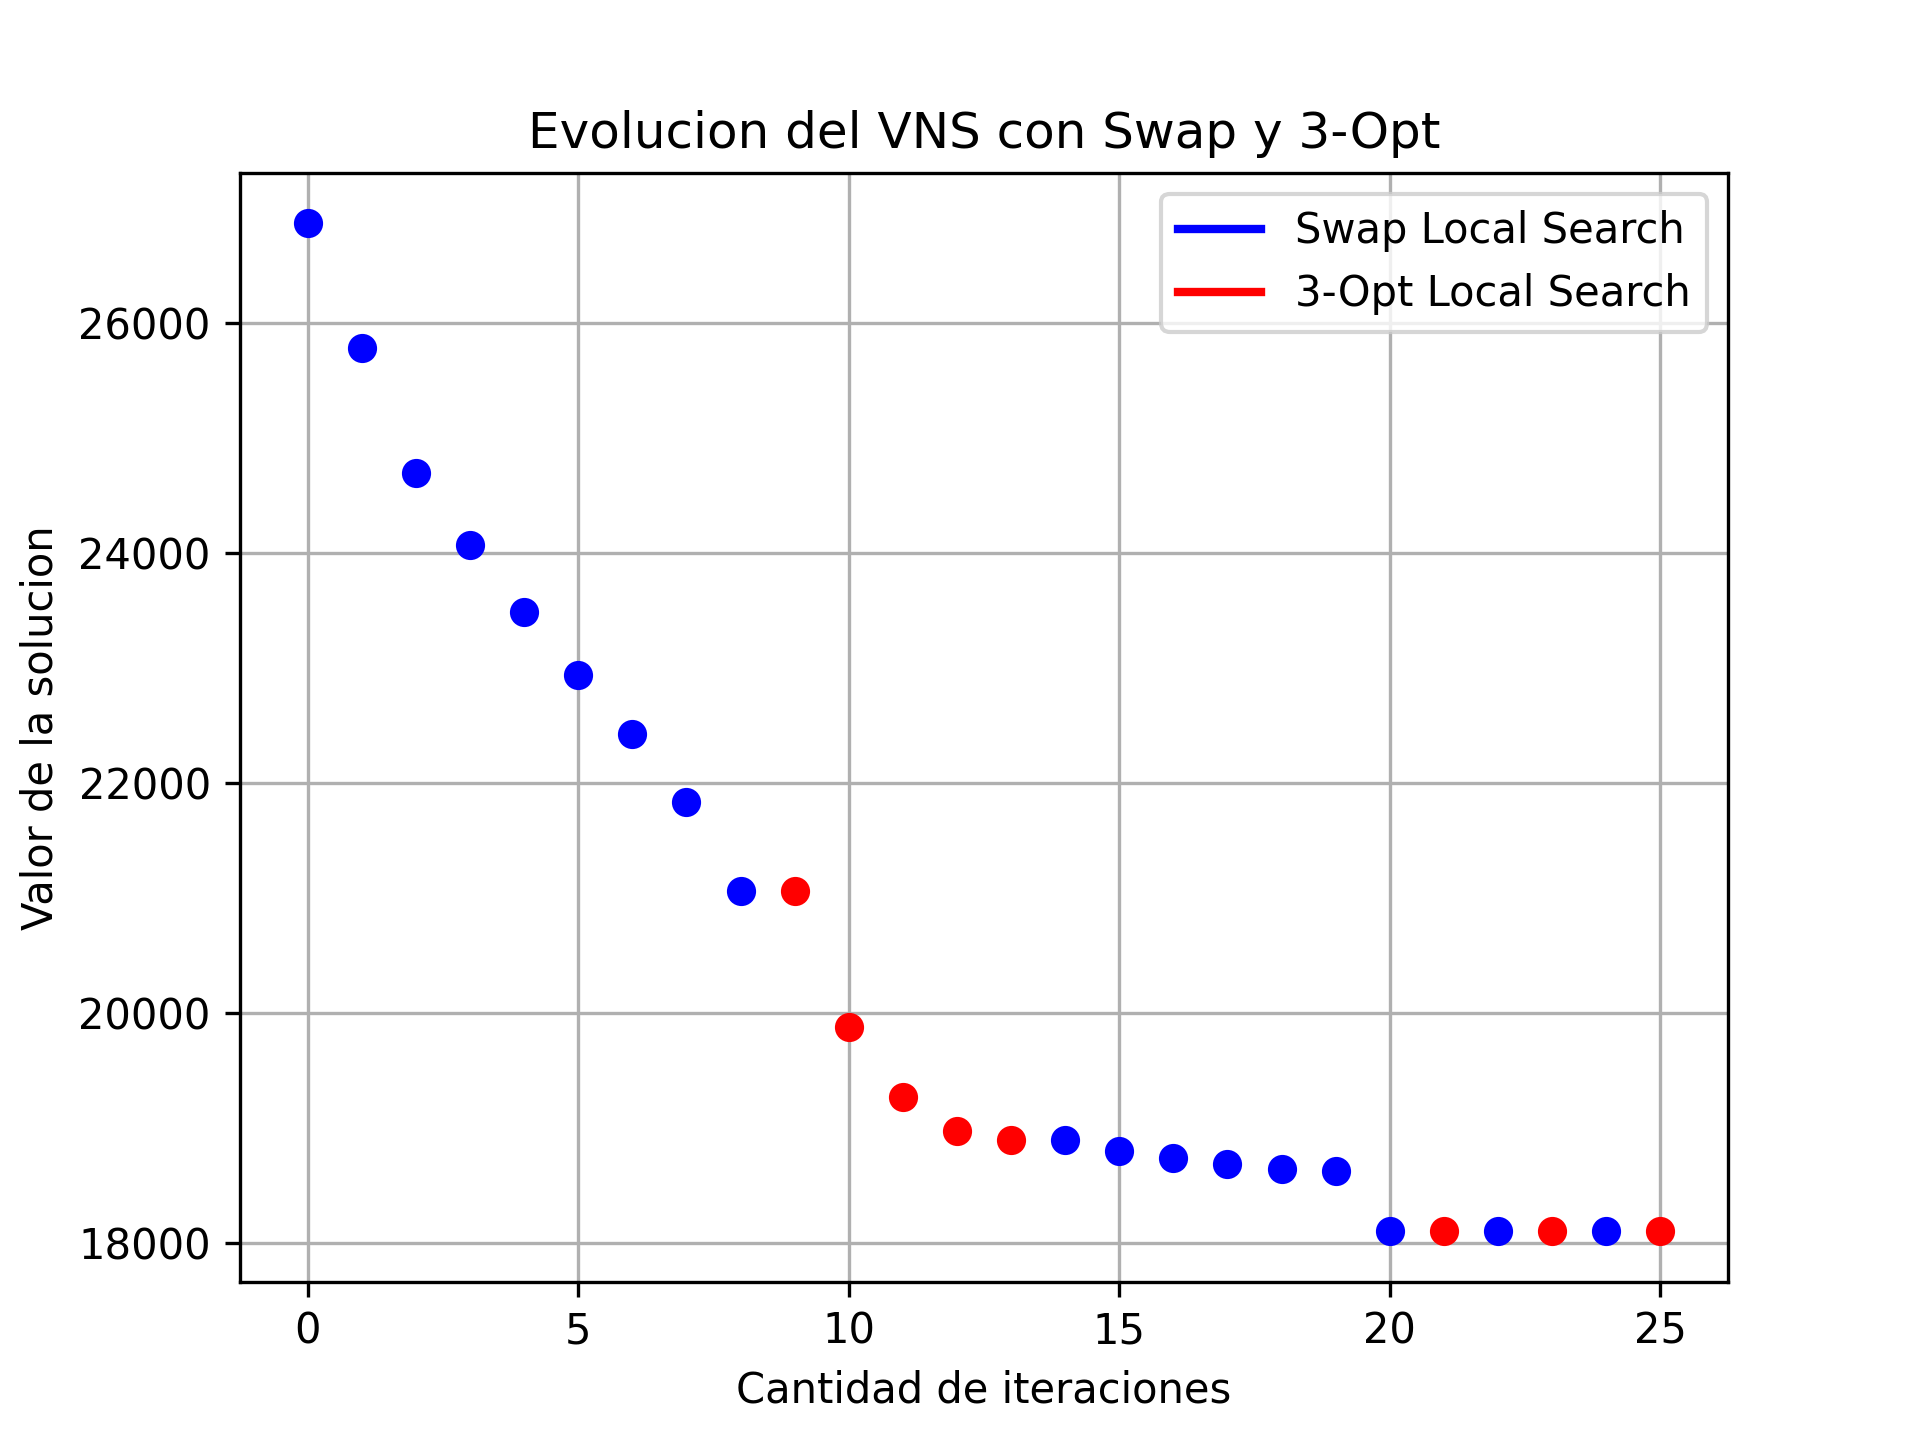 Evolucion del VNS con Swap y 3-Opt
Swap Local Search
3-Opt Local Search
Valor de la solucion
26000
24000
22000
20000
18000
0 5 10 15 20 25
Cantidad de iteraciones